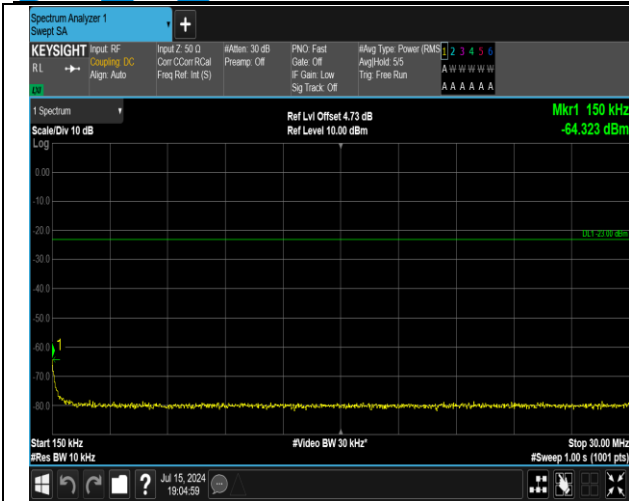 Spectrum Analyzer 1
Swept SA
+
KEYSIGHT
RL
Input: RF
Coupling: DC
Align: Auto
Input Z: 50 Ω
Corr CCorr RCal
Freq Ref: Int (S)
#Atten: 30 dB
Preamp: Off
PNO: Fast
Gate: Off
IF Gain: Low
Sig Track: Off
#Avg Type: Power (RMS
Avg|Hold: 5/5
Trig: Free Run
1 2 3 4 5 6
A W W W W W
A A A A A A
1 Spectrum
Scale/Div 10 dB
Log
Ref Lvl Offset 4.73 dB
Ref Level 10.00 dBm
Mkr1 150 kHz
-64.323 dBm
0.00
-10.0
-20.0
DL1 -23.00 dBm
-30.0
-40.0
-50.0
-60.0
1
-70.0
-80.0
Start 150 kHz
#Res BW 10 kHz
#Video BW 30 kHz*
Stop 30.00 MHz
#Sweep 1.00 s (1001 pts)
?
Jul 15, 2024
19:04:59